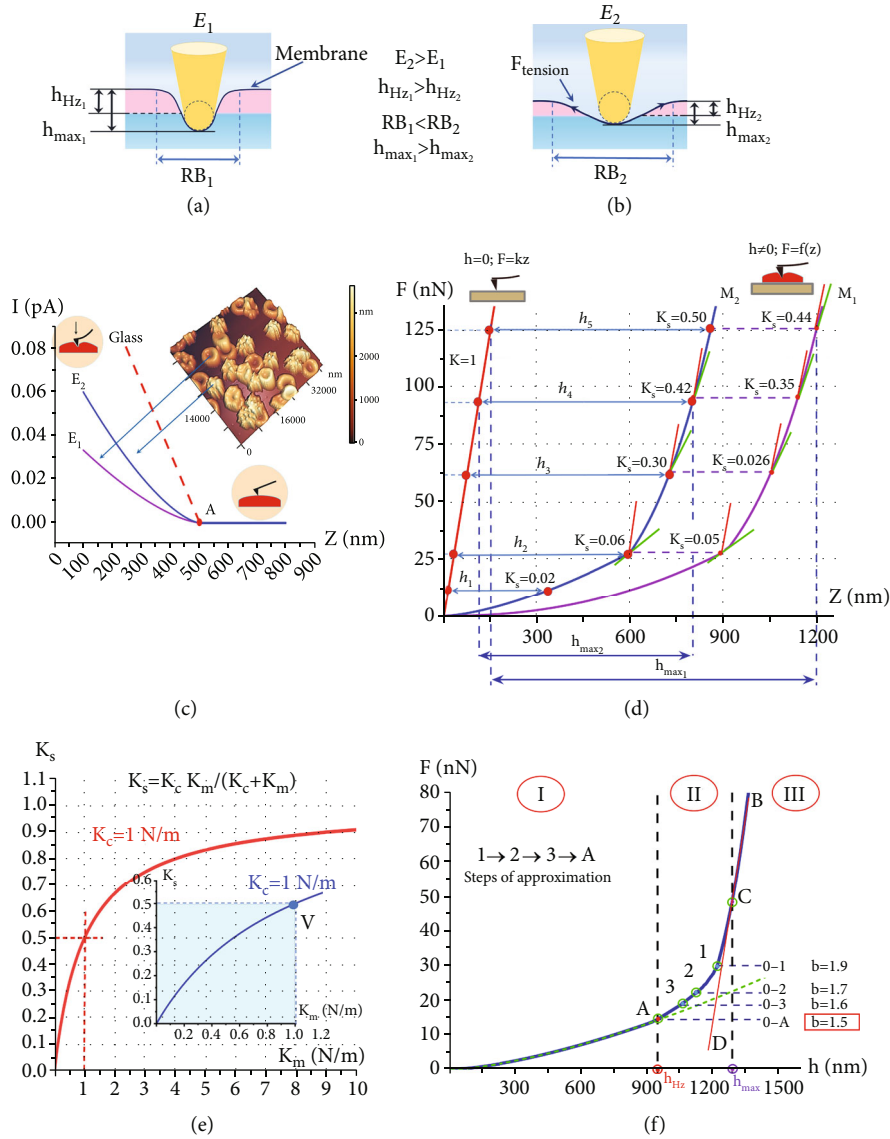 E1
Membrane
hHz1
hmax1
RB1
(a)
E2>E1
hHz1>hHz2
RB1<RB2
hmax1>hmax2
E2
Ftension
hHz2
hmax2
RB2
(b)
I (pA)
0.08
0.06
0.04
0.02
0.00
Glass
E2
E1
A
Z (nm)
0
100
200
300
400
500
600
700
800
900
nm
32000
16000
14000
0
nm
2000
1000
0
(c)
h=0; F=kz
h≠0; F=f(z)
F (nN)
M2
M1
125
100
75
50
25
0
K=1
h5
Ks=0.50
Ks=0.44
h4
Ks=0.42
Ks=0.35
h3
Ks=0.30
Ks=0.026
h2
Ks=0.06
Ks=0.05
h1
Ks=0.02
Z (nm)
300
600
900
1200
hmax2
hmax1
(d)
Ks
1.1
1.0
0.9
0.8
0.7
0.6
0.5
0.4
0.3
0.2
0.1
0.0
Ks=Kc Km/(Kc+Km)
Kc=1 N/m
0.6
Ks
Kc=1 N/m
0.5
V
0.4
0.3
0.2
0.1
0.0
Km (N/m)
0.2
0.4
0.6
0.8
1.0
1.2
Km (N/m)
0
1
2
3
4
5
6
7
8
9
10
(e)
F (nN)
80
70
60
50
40
30
20
10
0
I
II
III
B
1→2→3→A
Steps of approximation
C
1
2
3
A
D
0–1 b=1.9
0–2 b=1.7
0–3 b=1.6
0–A b=1.5
h (nm)
300
600
900
1200
1500
hHz
hmax
(f)